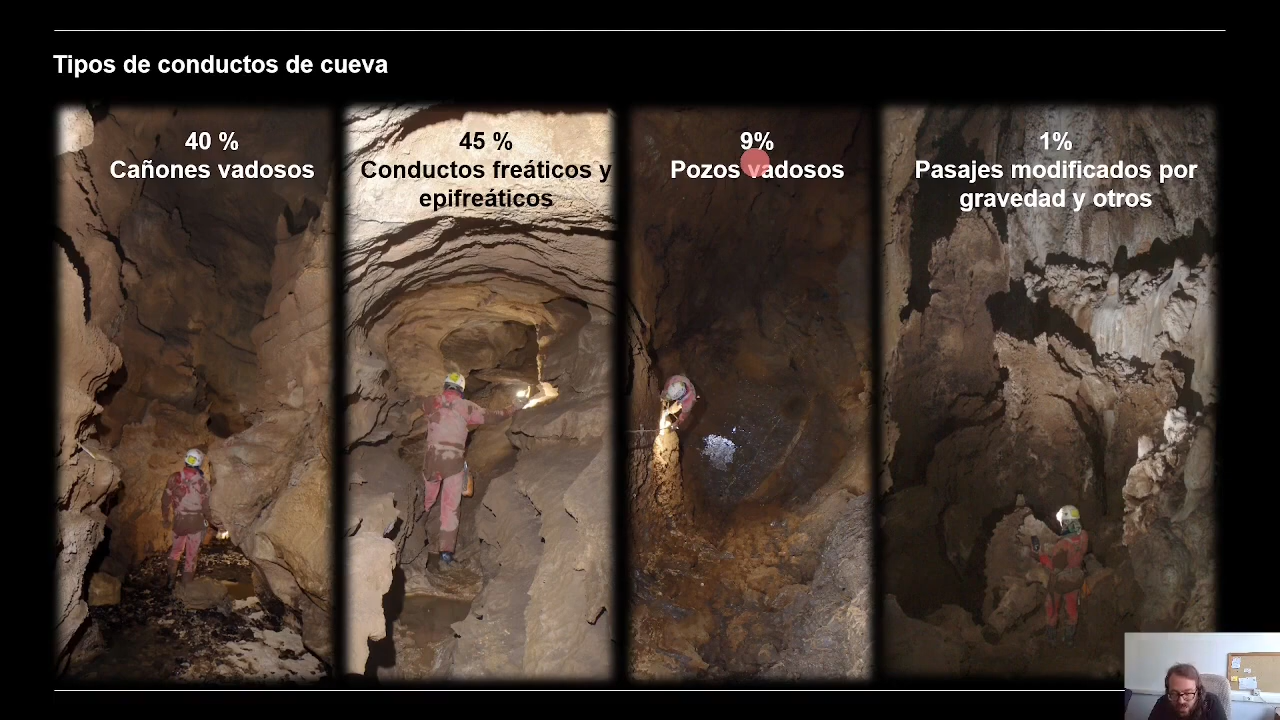 Tipos de conductos de cueva
40 %
Cañones vadosos
45 %
Conductos freáticos y
epifreáticos
9%
Pozos vadosos
1%
Pasajes modificados por
gravedad y otros